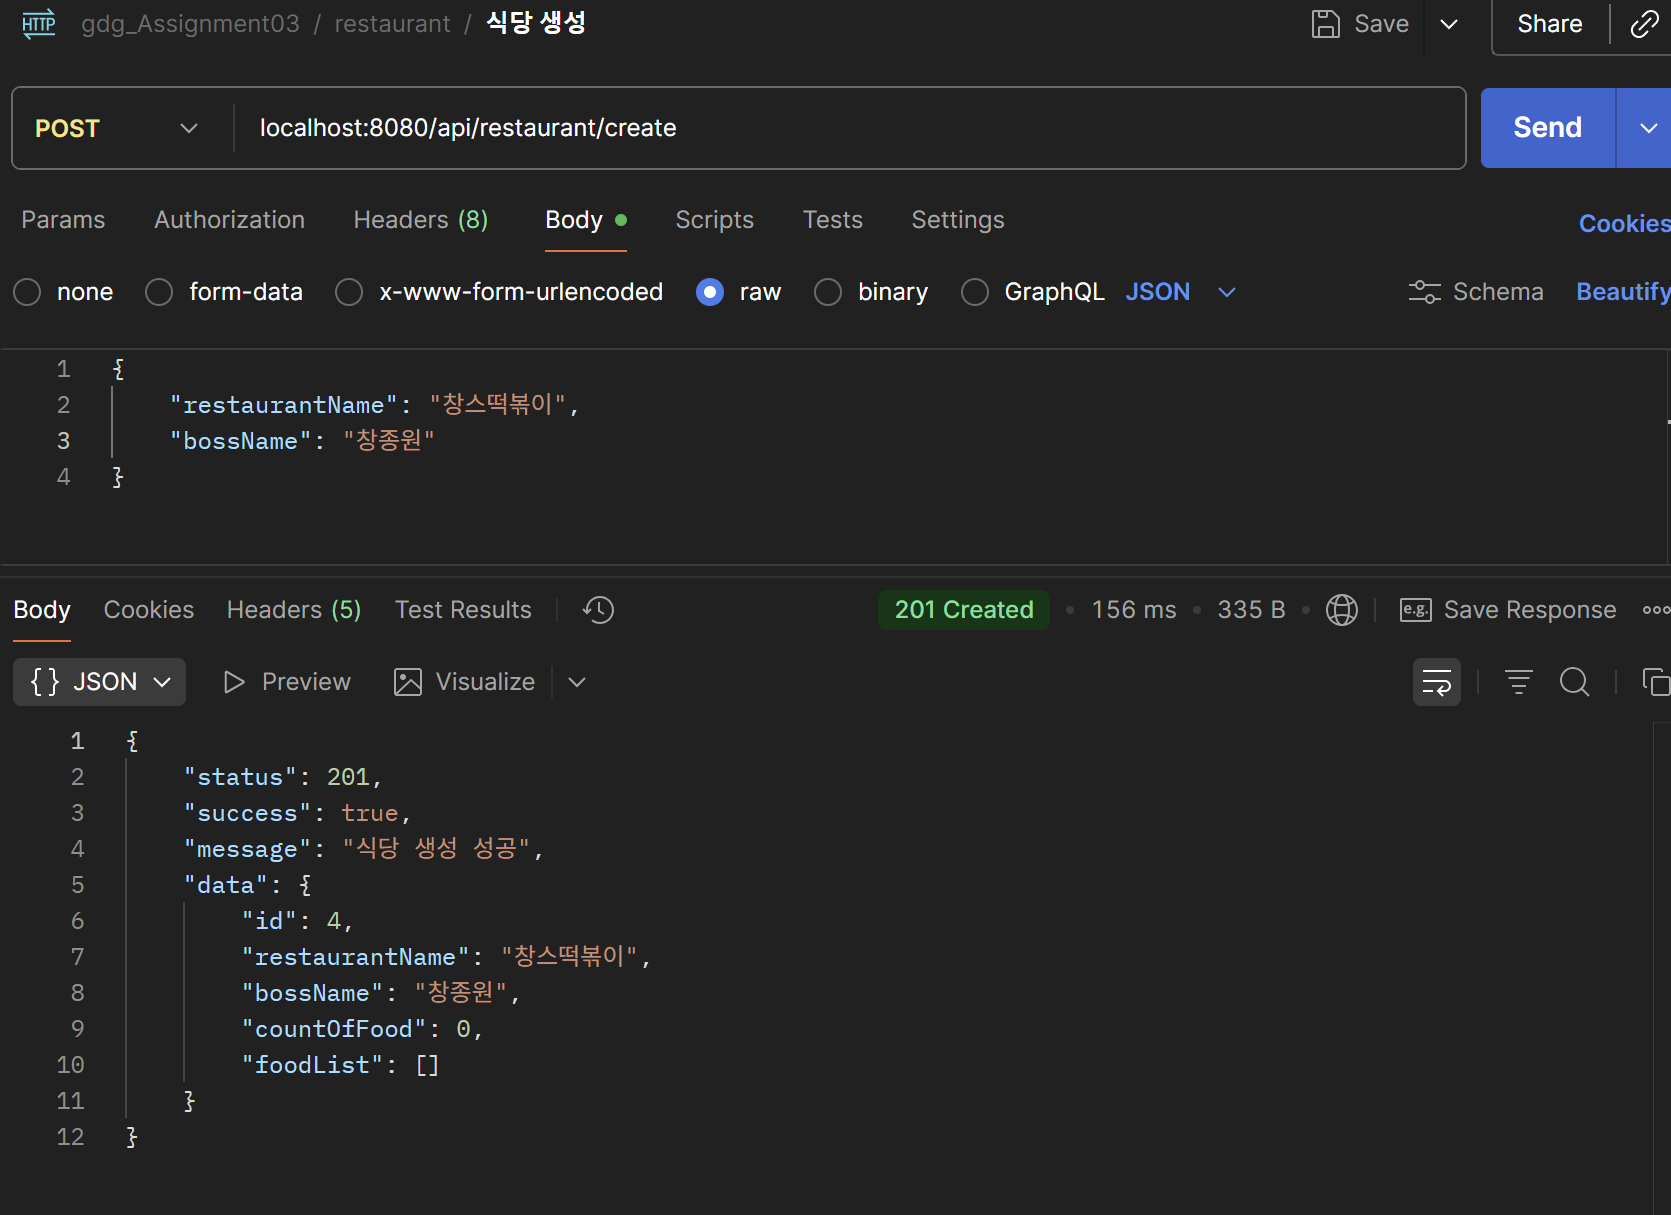 HTTP gdg_Assignment03 / restaurant / 식당 생성 Save Share
POST localhost:8080/api/restaurant/create Send
Params Authorization Headers (8) Body Scripts Tests Settings Cookies
none form-data x-www-form-urlencoded raw binary GraphQL JSON Schema Beautify
1 {
2 "restaurantName": "창스떡볶이",
3 "bossName": "창종원"
4 }
Body Cookies Headers (5) Test Results 201 Created • 156 ms • 335 B • e.g. Save Response
{} JSON Preview Visualize
1 {
2 "status": 201,
3 "success": true,
4 "message": "식당 생성 성공",
5 "data": {
6 "id": 4,
7 "restaurantName": "창스떡볶이",
8 "bossName": "창종원",
9 "countOfFood": 0,
10 "foodList": []
11 }
12 }